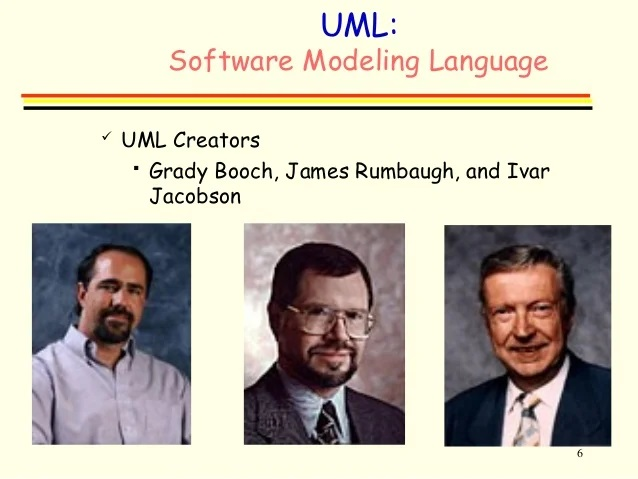 UML:
Software Modeling Language
✓ UML Creators
▪ Grady Booch, James Rumbaugh, and Ivar
Jacobson
6